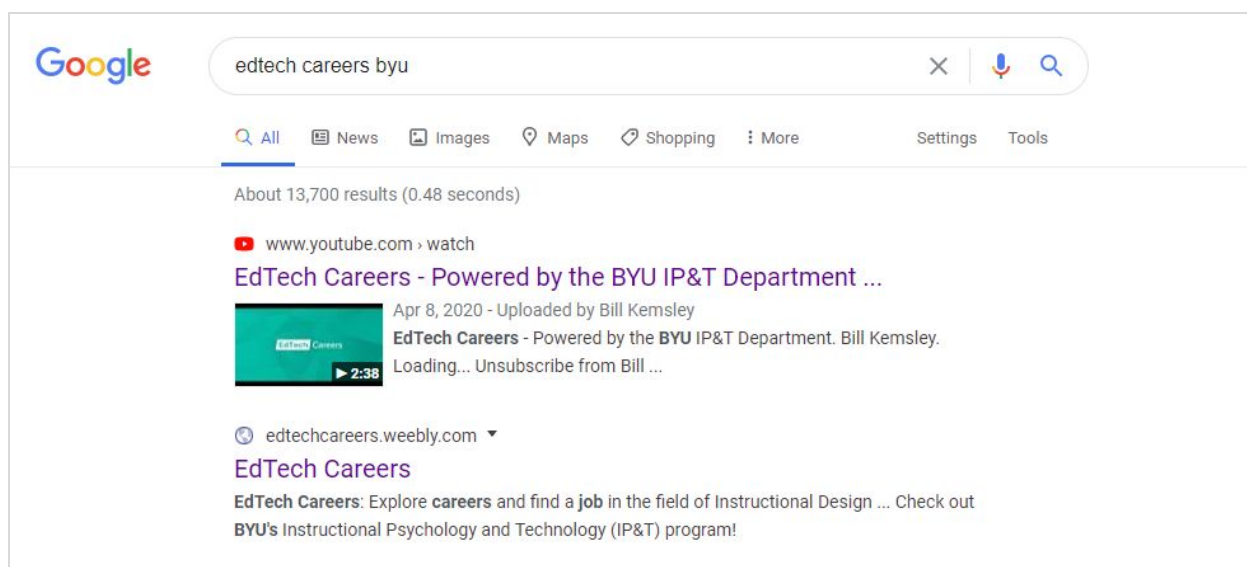 Google
edtech careers byu
All News Images Maps Shopping More Settings Tools
About 13,700 results (0.48 seconds)
www.youtube.com › watch
EdTech Careers - Powered by the BYU IP&T Department ...
Apr 8, 2020 - Uploaded by Bill Kemsley
EdTech Careers - Powered by the BYU IP&T Department. Bill Kemsley.
Loading... Unsubscribe from Bill ...
EdTech Careers
2:38
edtechcareers.weebly.com
EdTech Careers
EdTech Careers: Explore careers and find a job in the field of Instructional Design ... Check out
BYU's Instructional Psychology and Technology (IP&T) program!